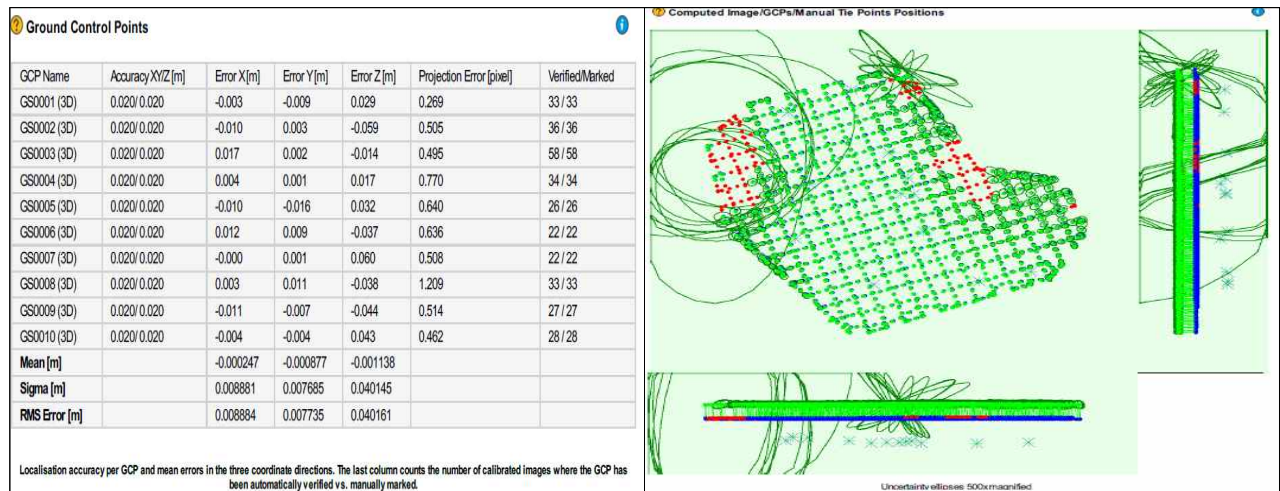 Ground Control Points
GCP Name Accuracy XY/Z [m] Error X[m] Error Y [m] Error Z [m] Projection Error [pixel] Verified/Marked
GS0001 (3D) 0.020/ 0.020 -0.003 -0.009 0.029 0.269 33 / 33
GS0002 (3D) 0.020/ 0.020 -0.010 0.003 -0.059 0.505 36 / 36
GS0003 (3D) 0.020/ 0.020 0.017 0.002 -0.014 0.495 58 / 58
GS0004 (3D) 0.020/ 0.020 0.004 0.001 0.017 0.770 34 / 34
GS0005 (3D) 0.020/ 0.020 -0.010 -0.016 0.032 0.640 26 / 26
GS0006 (3D) 0.020/ 0.020 0.012 0.009 -0.037 0.636 22 / 22
GS0007 (3D) 0.020/ 0.020 -0.000 0.001 0.060 0.508 22 / 22
GS0008 (3D) 0.020/ 0.020 0.003 0.011 -0.038 1.209 33 / 33
GS0009 (3D) 0.020/ 0.020 -0.011 -0.007 -0.044 0.514 27 / 27
GS0010 (3D) 0.020/ 0.020 -0.004 -0.004 0.043 0.462 28 / 28
Mean [m] -0.000247 -0.000877 -0.001138
Sigma [m] 0.008881 0.007685 0.040145
RMS Error [m] 0.008884 0.007735 0.040161
Localisation accuracy per GCP and mean errors in the three coordinate directions. The last column counts the number of calibrated images where the GCP has
been automatically verified vs. manually marked.
Computed Image/GCPs/Manual Tie Points Positions
Uncertainty ellipses 500x magnified